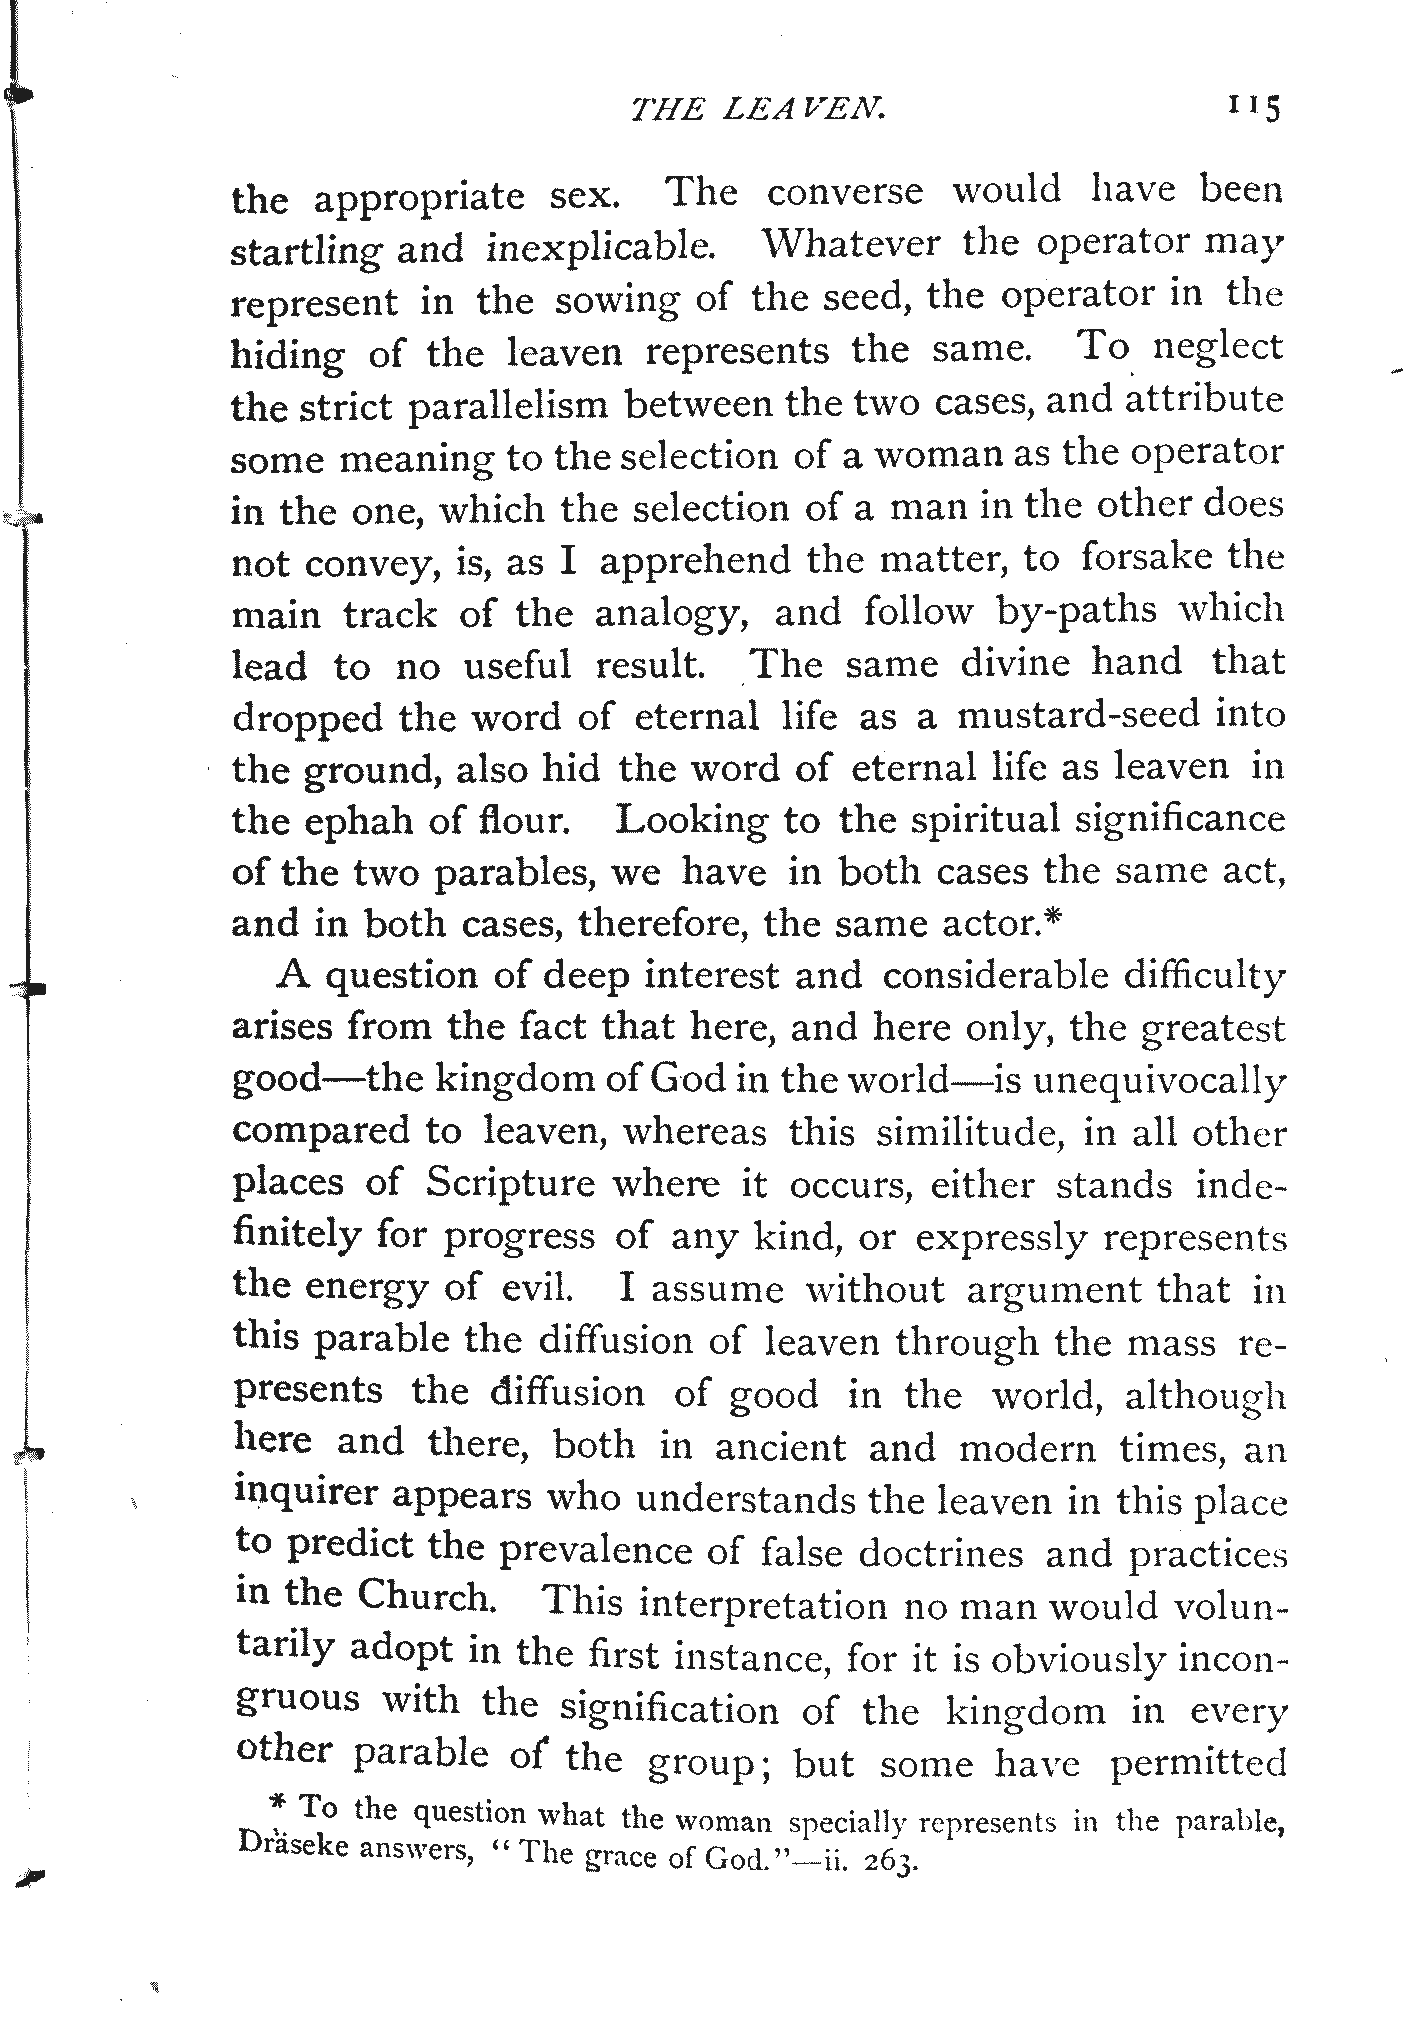 THE LEAVEN. 115
the appropriate sex. The converse would have been
startling and inexplicable. Whatever the operator may
represent in the sowing of the seed, the operator in the
hiding of the leaven represents the same. To neglect
the strict parallelism between the two cases, and attribute
some meaning to the selection of a woman as the operator
in the one, which the selection of a man in the other does
not convey, is, as I apprehend the matter, to forsake the
main track of the analogy, and follow by-paths which
lead to no useful result. The same divine hand that
dropped the word of eternal life as a mustard-seed into
the ground, also hid the word of eternal life as leaven in
the ephah of flour. Looking to the spiritual significance
of the two parables, we have in both cases the same act,
and in both cases, therefore, the same actor.*
A question of deep interest and considerable difficulty
arises from the fact that here, and here only, the greatest
good—the kingdom of God in the world—is unequivocally
compared to leaven, whereas this similitude, in all other
places of Scripture where it occurs, either stands inde-
finitely for progress of any kind, or expressly represents
the energy of evil. I assume without argument that in
this parable the diffusion of leaven through the mass re-
presents the diffusion of good in the world, although
here and there, both in ancient and modern times, an
inquirer appears who understands the leaven in this place
to predict the prevalence of false doctrines and practices
in the Church. This interpretation no man would volun-
tarily adopt in the first instance, for it is obviously incon-
gruous with the signification of the kingdom in every
other parable of the group; but some have permitted
* To the question what the woman specially represents in the parable,
Dräseke answers, "The grace of God."—ii. 263.